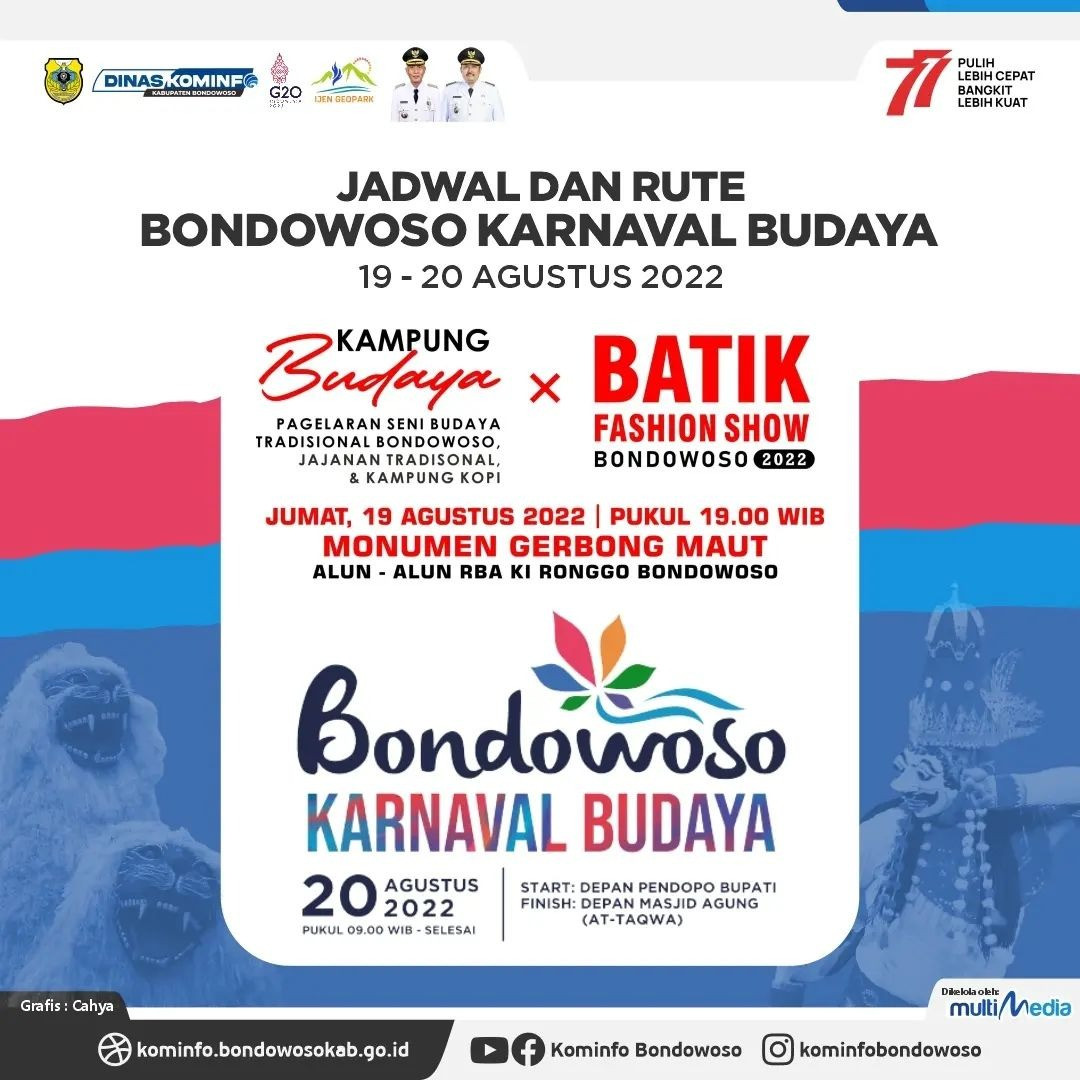 DINAS KOMINFO
KABUPATEN BONDOWOSO
G20
INDONESIA
2022
IJEN GEOPARK
77
PULIH
LEBIH CEPAT
BANGKIT
LEBIH KUAT
JADWAL DAN RUTE
BONDOWOSO KARNAVAL BUDAYA
19 - 20 AGUSTUS 2022
KAMPUNG
Budaya
PAGELARAN SENI BUDAYA
TRADISIONAL BONDOWOSO,
JAJANAN TRADISONAL,
& KAMPUNG KOPI
×
BATIK
FASHION SHOW
BONDOWOSO 2022
JUMAT, 19 AGUSTUS 2022 | PUKUL 19.00 WIB
MONUMEN GERBONG MAUT
ALUN - ALUN RBA KI RONGGO BONDOWOSO
Bondowoso
KARNAVAL BUDAYA
20 AGUSTUS
2022
PUKUL 09.00 WIB - SELESAI
START: DEPAN PENDOPO BUPATI
FINISH: DEPAN MASJID AGUNG
(AT-TAQWA)
Grafis : Cahya
Dikelola oleh:
multiMedia
kominfo.bondowosokab.go.id
Kominfo Bondowoso
kominfobondowoso